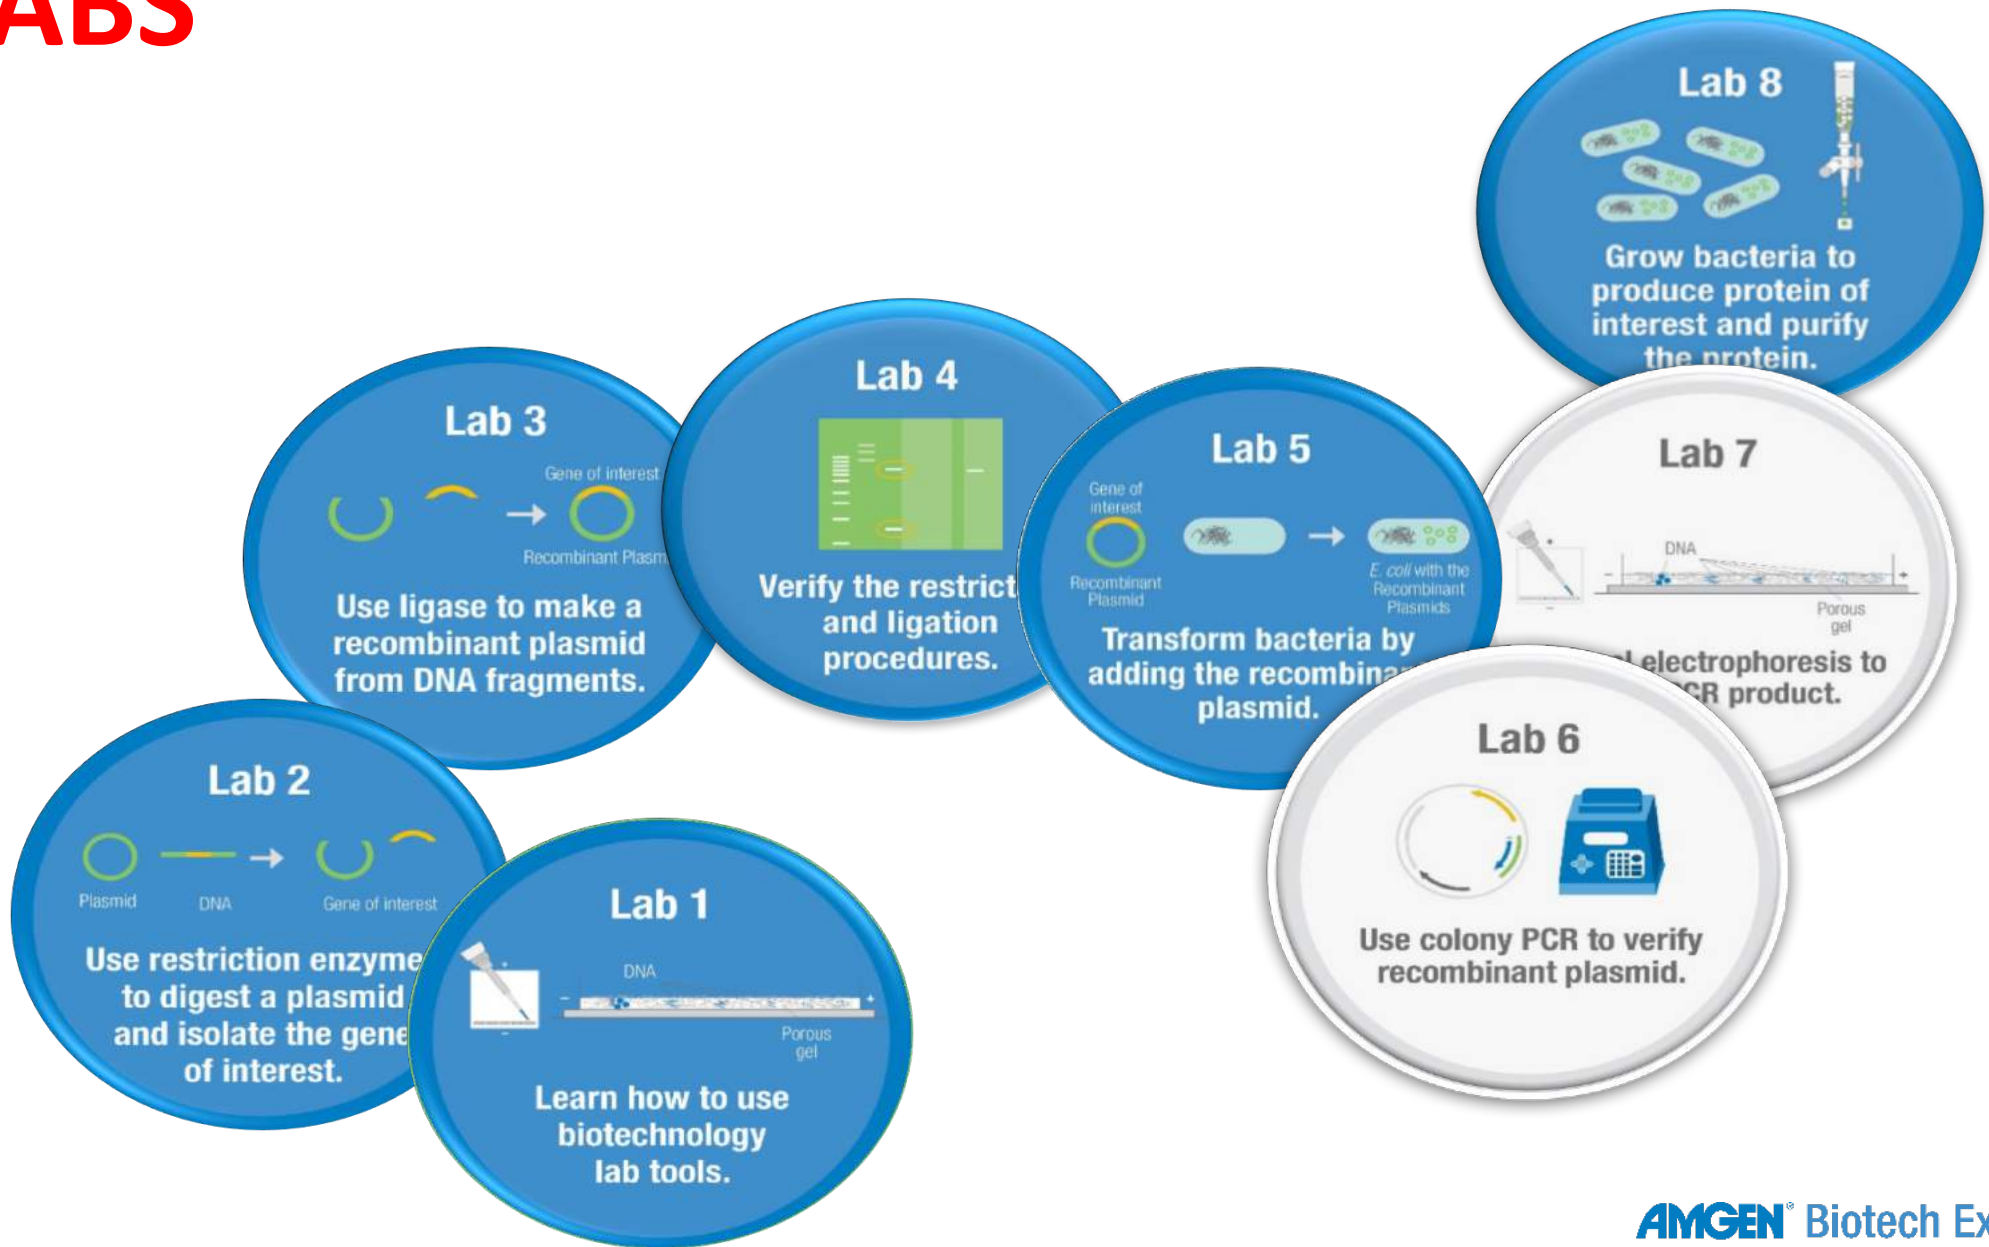 ABS
Lab 8
Grow bacteria to
produce protein of
interest and purify
the protein.
Lab 4
Verify the restrict
and ligation
procedures.
Lab 3
Gene of interest
Recombinant Plasm
Use ligase to make a
recombinant plasmid
from DNA fragments.
Lab 5
Gene of
interest
Recombinant
Plasmid
E. coli with the
Recombinant
Plasmids
Transform bacteria by
adding the recombina
plasmid.
Lab 7
DNA
- +
Porous
gel
electrophoresis to
CR product.
Lab 6
Use colony PCR to verify
recombinant plasmid.
Lab 2
Plasmid DNA Gene of interest
Use restriction enzyme
to digest a plasmid
and isolate the gene
of interest.
Lab 1
DNA
- +
Porous
gel
Learn how to use
biotechnology
lab tools.
AMGEN® Biotech Ex